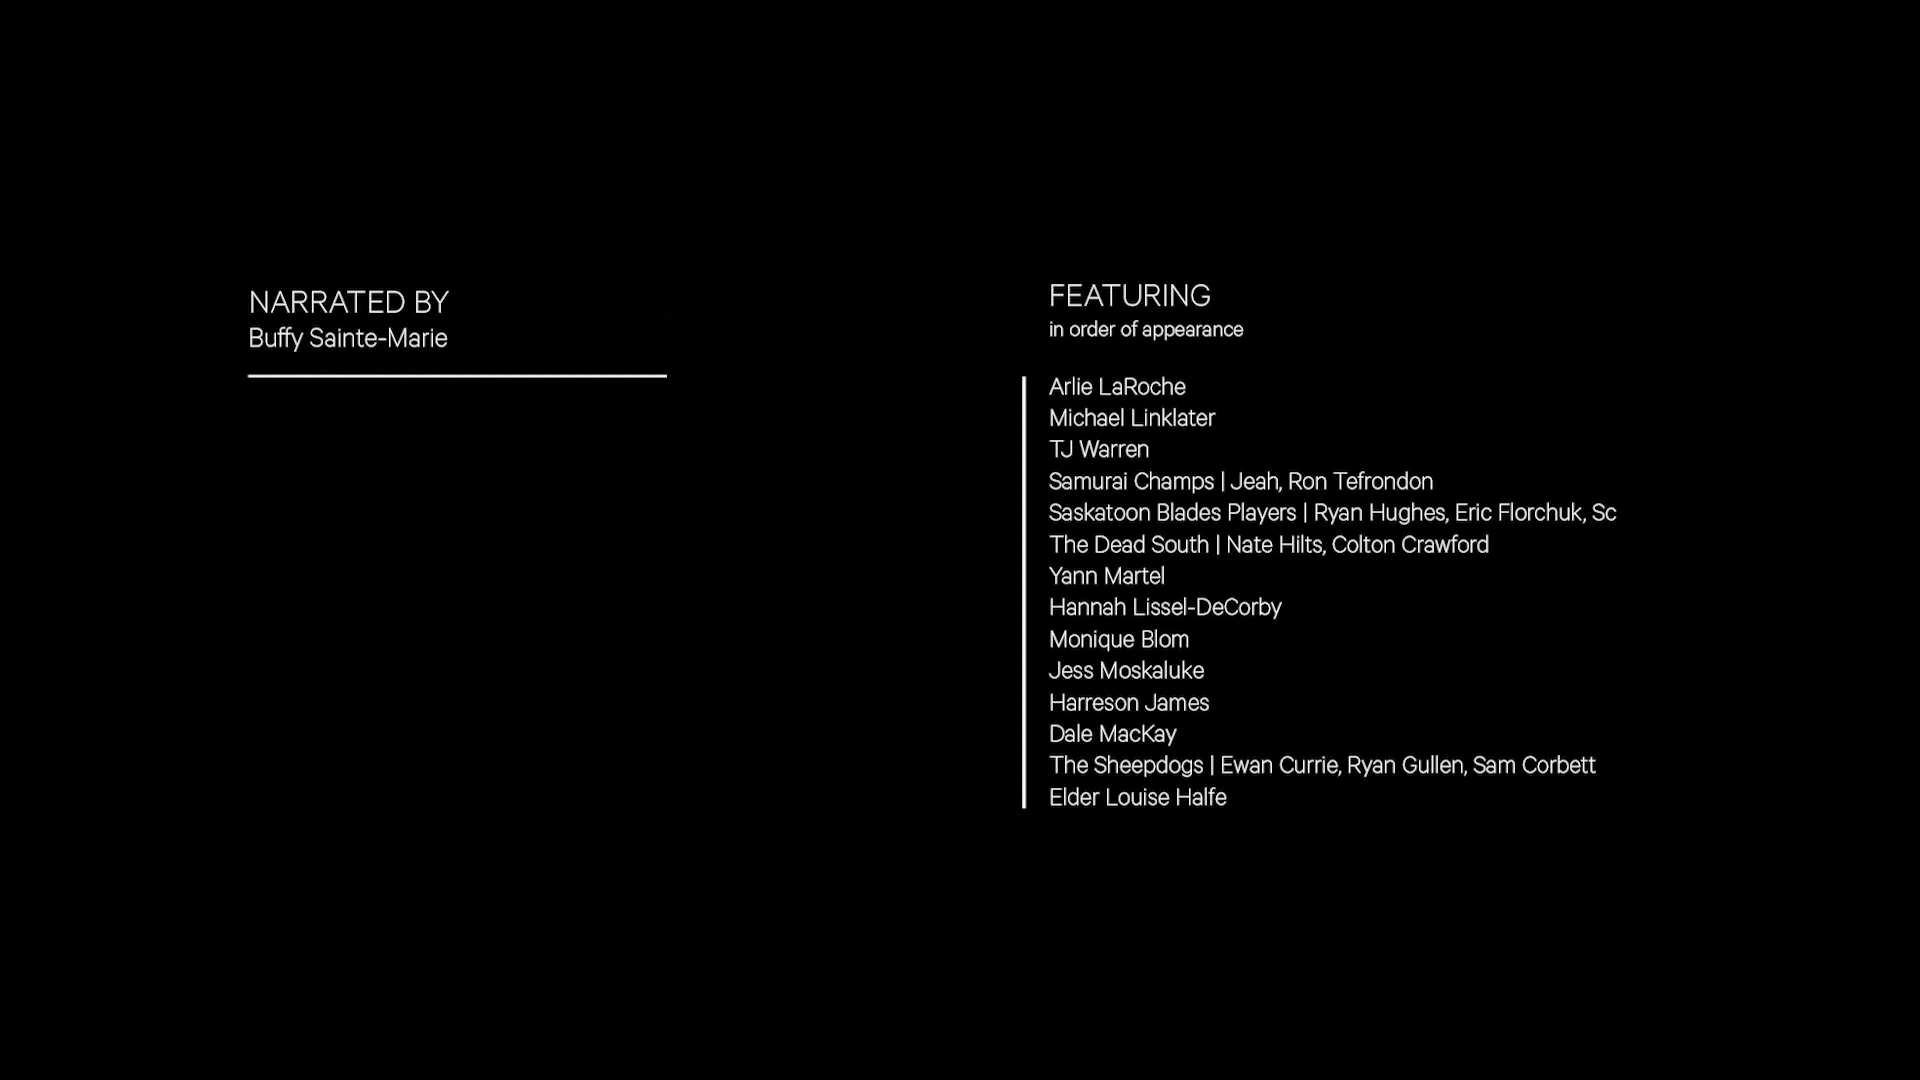 NARRATED BY
Buffy Sainte-Marie
FEATURING
in order of appearance
Arlie LaRoche
Michael Linklater
TJ Warren
Samurai Champs | Jeah, Ron Tefrondon
Saskatoon Blades Players | Ryan Hughes, Eric Florchuk, Sc
The Dead South | Nate Hilts, Colton Crawford
Yann Martel
Hannah Lissel-DeCorby
Monique Blom
Jess Moskaluke
Harreson James
Dale MacKay
The Sheepdogs | Ewan Currie, Ryan Gullen, Sam Corbett
Elder Louise Halfe